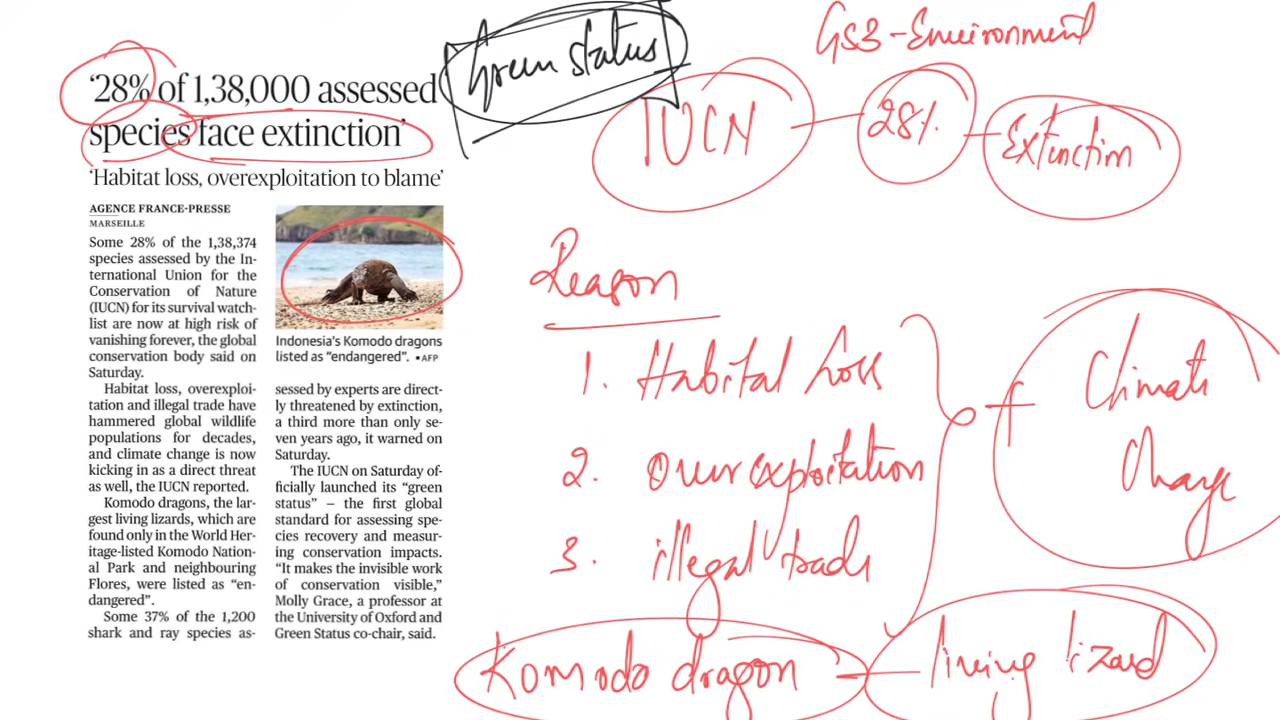 '28% of 1,38,000 assessed
species face extinction'
'Habitat loss, overexploitation to blame'
AGENCE FRANCE-PRESSE
MARSEILLE
Some 28% of the 1,38,374
species assessed by the In-
ternational Union for the
Conservation of Nature
(IUCN) for its survival watch-
list are now at high risk of
vanishing forever, the global
conservation body said on
Saturday.
Habitat loss, overexploi-
tation and illegal trade have
hammered global wildlife
populations for decades,
and climate change is now
kicking in as a direct threat
as well, the IUCN reported.
Komodo dragons, the lar-
gest living lizards, which are
found only in the World Her-
itage-listed Komodo Nation-
al Park and neighbouring
Flores, were listed as "en-
dangered".
Some 37% of the 1,200
shark and ray species as-
Indonesia's Komodo dragons
listed as "endangered". •AFP
sessed by experts are direct-
ly threatened by extinction,
a third more than only se-
ven years ago, it warned on
Saturday.
The IUCN on Saturday of-
ficially launched its "green
status" – the first global
standard for assessing spe-
cies recovery and measur-
ing conservation impacts.
"It makes the invisible work
of conservation visible,"
Molly Grace, a professor at
the University of Oxford and
Green Status co-chair, said.
Green status
GS3 - Environment
IUCN — 28% — Extinction
Reason
1. Habital Loss
2. Overexploitation
3. illegal trade
+ Climate
Change
Komodo dragon — living lizard